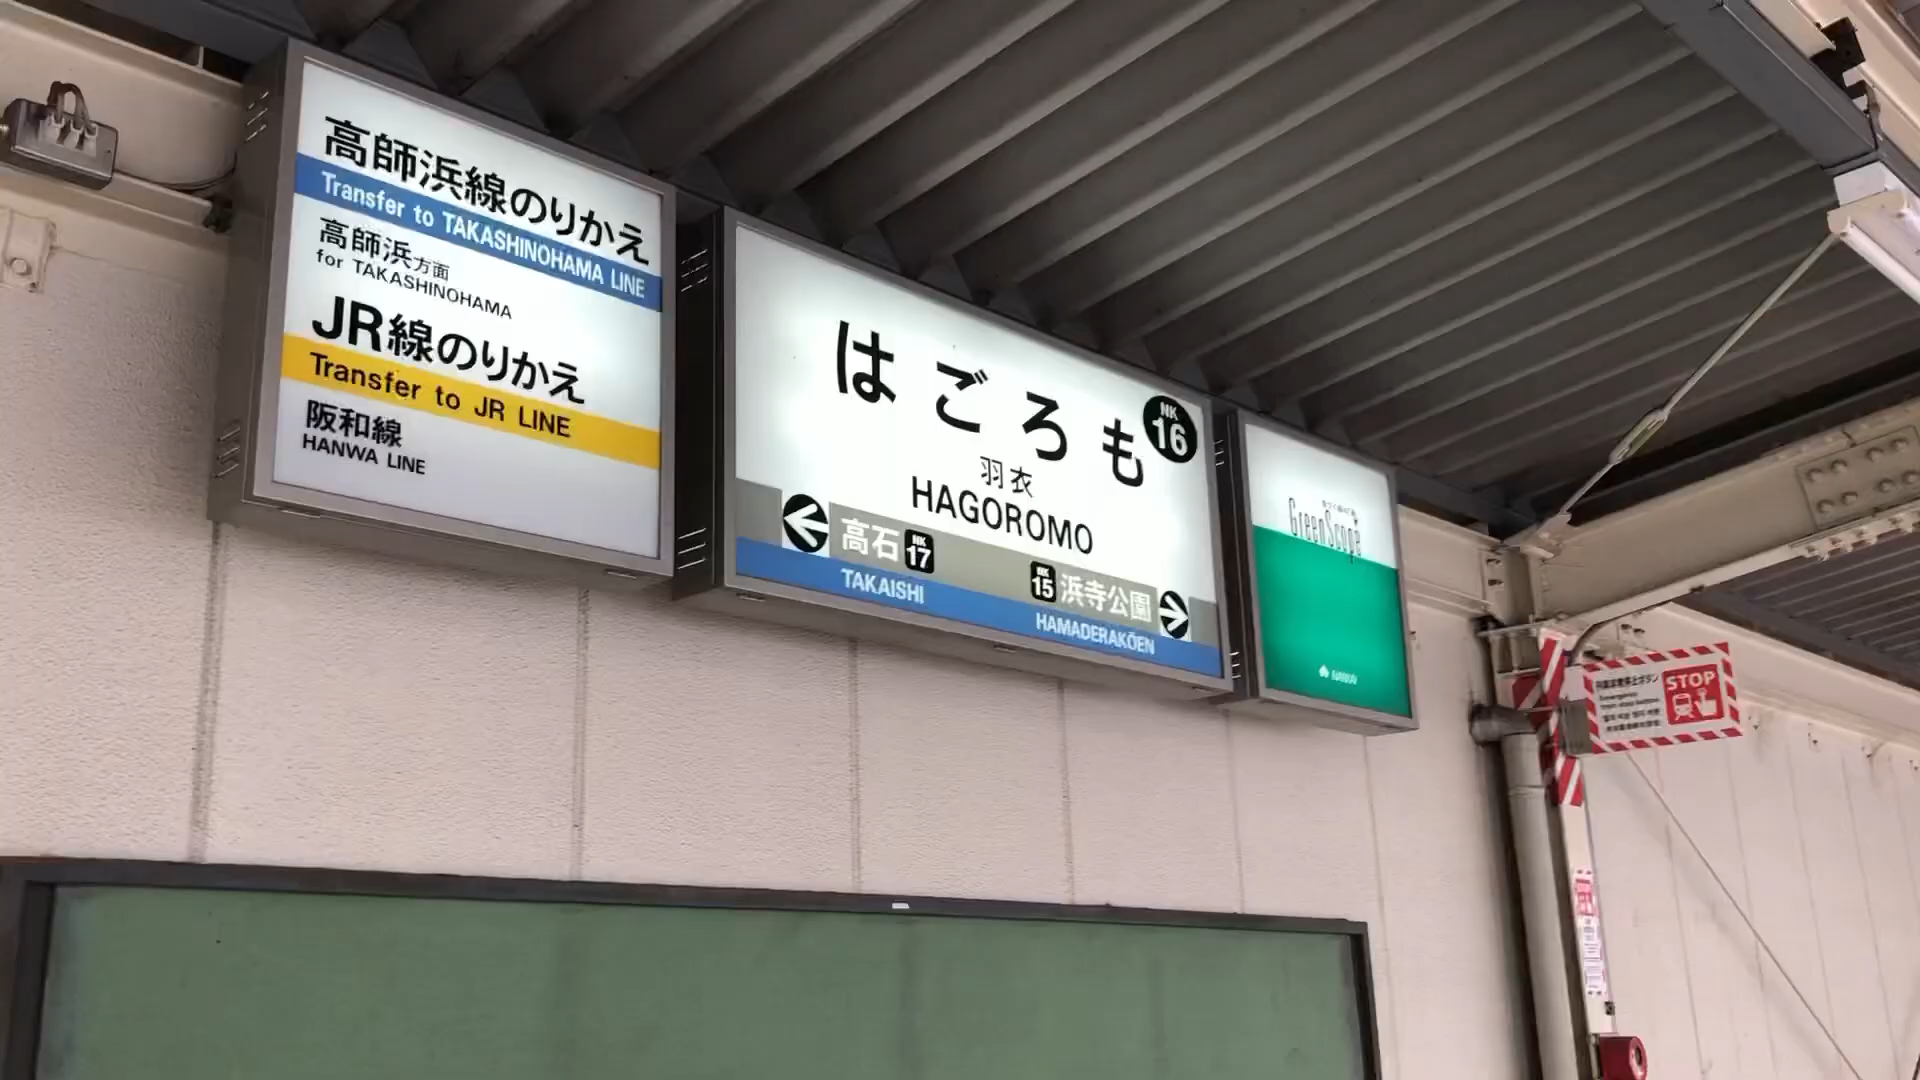 高師浜線のりかえ
Transfer to TAKASHINOHAMA LINE
高師浜方面
for TAKASHINOHAMA
JR線のりかえ
Transfer to JR LINE
阪和線
HANWA LINE
はごろも
NK
16
羽衣
HAGOROMO
高石
NK
17
TAKAISHI
NK
15
浜寺公園
HAMADERAKŌEN
GreenScope
NANKAI
STOP